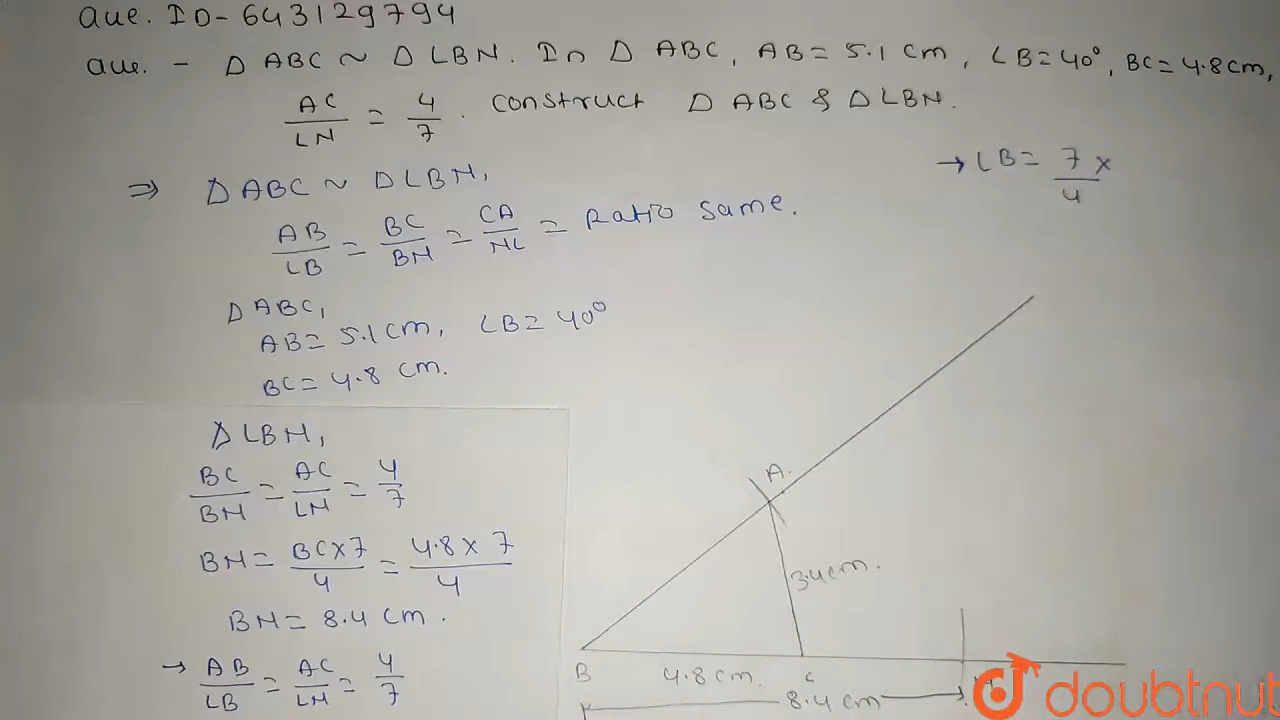 Que. ID- 643129794
Que. - Δ ABC ~ Δ LBN. In Δ ABC, AB = 5.1 cm, ∠B = 40°, BC = 4.8 cm,
AC/LN = 4/7. construct Δ ABC & Δ LBN.
→ LB = 7 x / 4
⇒ Δ ABC ~ Δ LBN,
AB/LB = BC/BN = CA/NL = Ratio same.
Δ ABC,
AB = 5.1 cm, ∠B = 40°
BC = 4.8 cm.
Δ LBN,
BC/BN = AC/LN = 4/7
BN = BC x 7 / 4 = 4.8 x 7 / 4
BN = 8.4 cm.
→ AB/LB = AC/LN = 4/7
A.
3.4 cm.
B 4.8 cm. C
8.4 cm
doubtnut